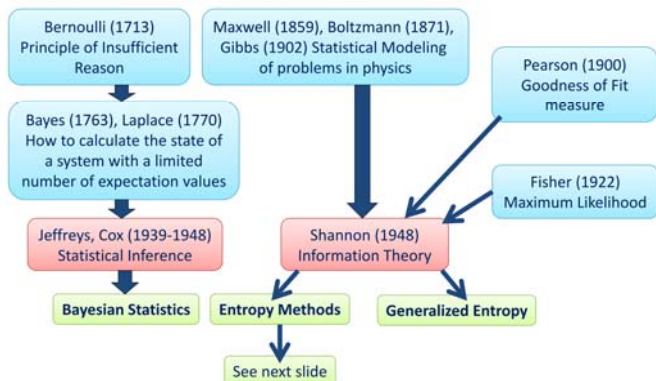 Bernoulli (1713)
Principle of Insufficient
Reason
Maxwell (1859), Boltzmann (1871),
Gibbs (1902) Statistical Modeling
of problems in physics
Pearson (1900)
Goodness of Fit
measure
Bayes (1763), Laplace (1770)
How to calculate the state of
a system with a limited
number of expectation values
Fisher (1922)
Maximum Likelihood
Jeffreys, Cox (1939-1948)
Statistical Inference
Shannon (1948)
Information Theory
Bayesian Statistics
Entropy Methods
Generalized Entropy
See next slide